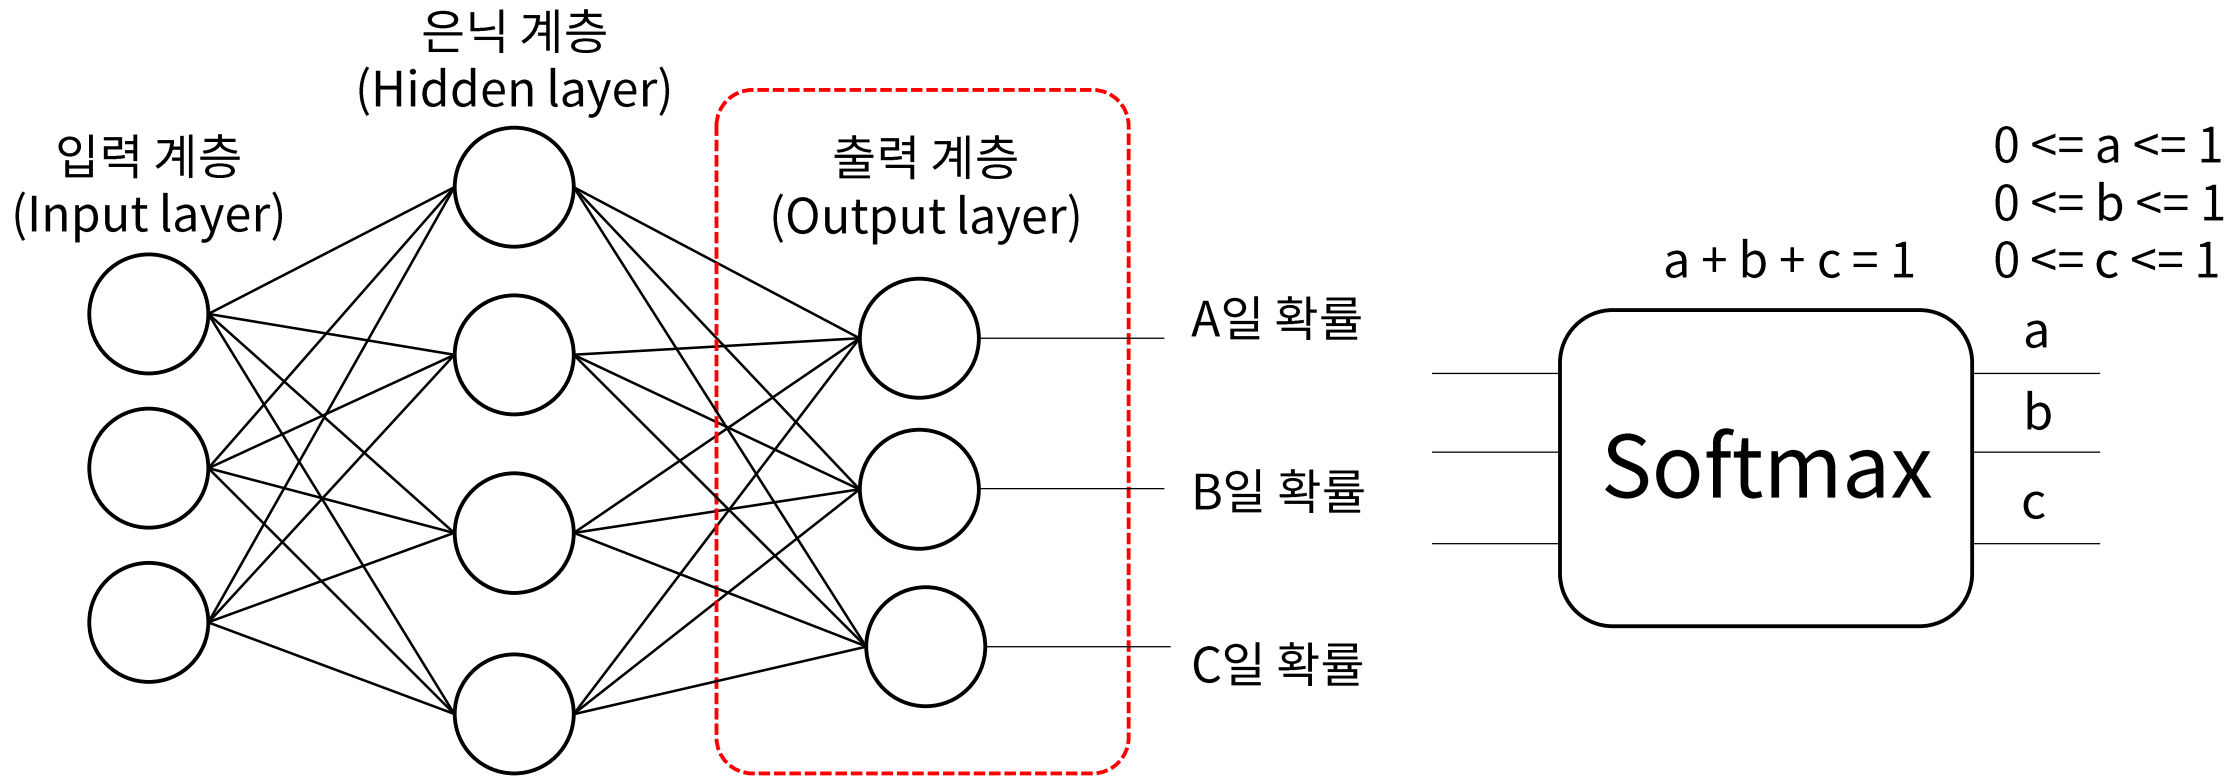 은닉 계층
(Hidden layer)
입력 계층
(Input layer)
출력 계층
(Output layer)
A일 확률
B일 확률
C일 확률
a + b + c = 1
0 <= a <= 1
0 <= b <= 1
0 <= c <= 1
Softmax
a
b
c